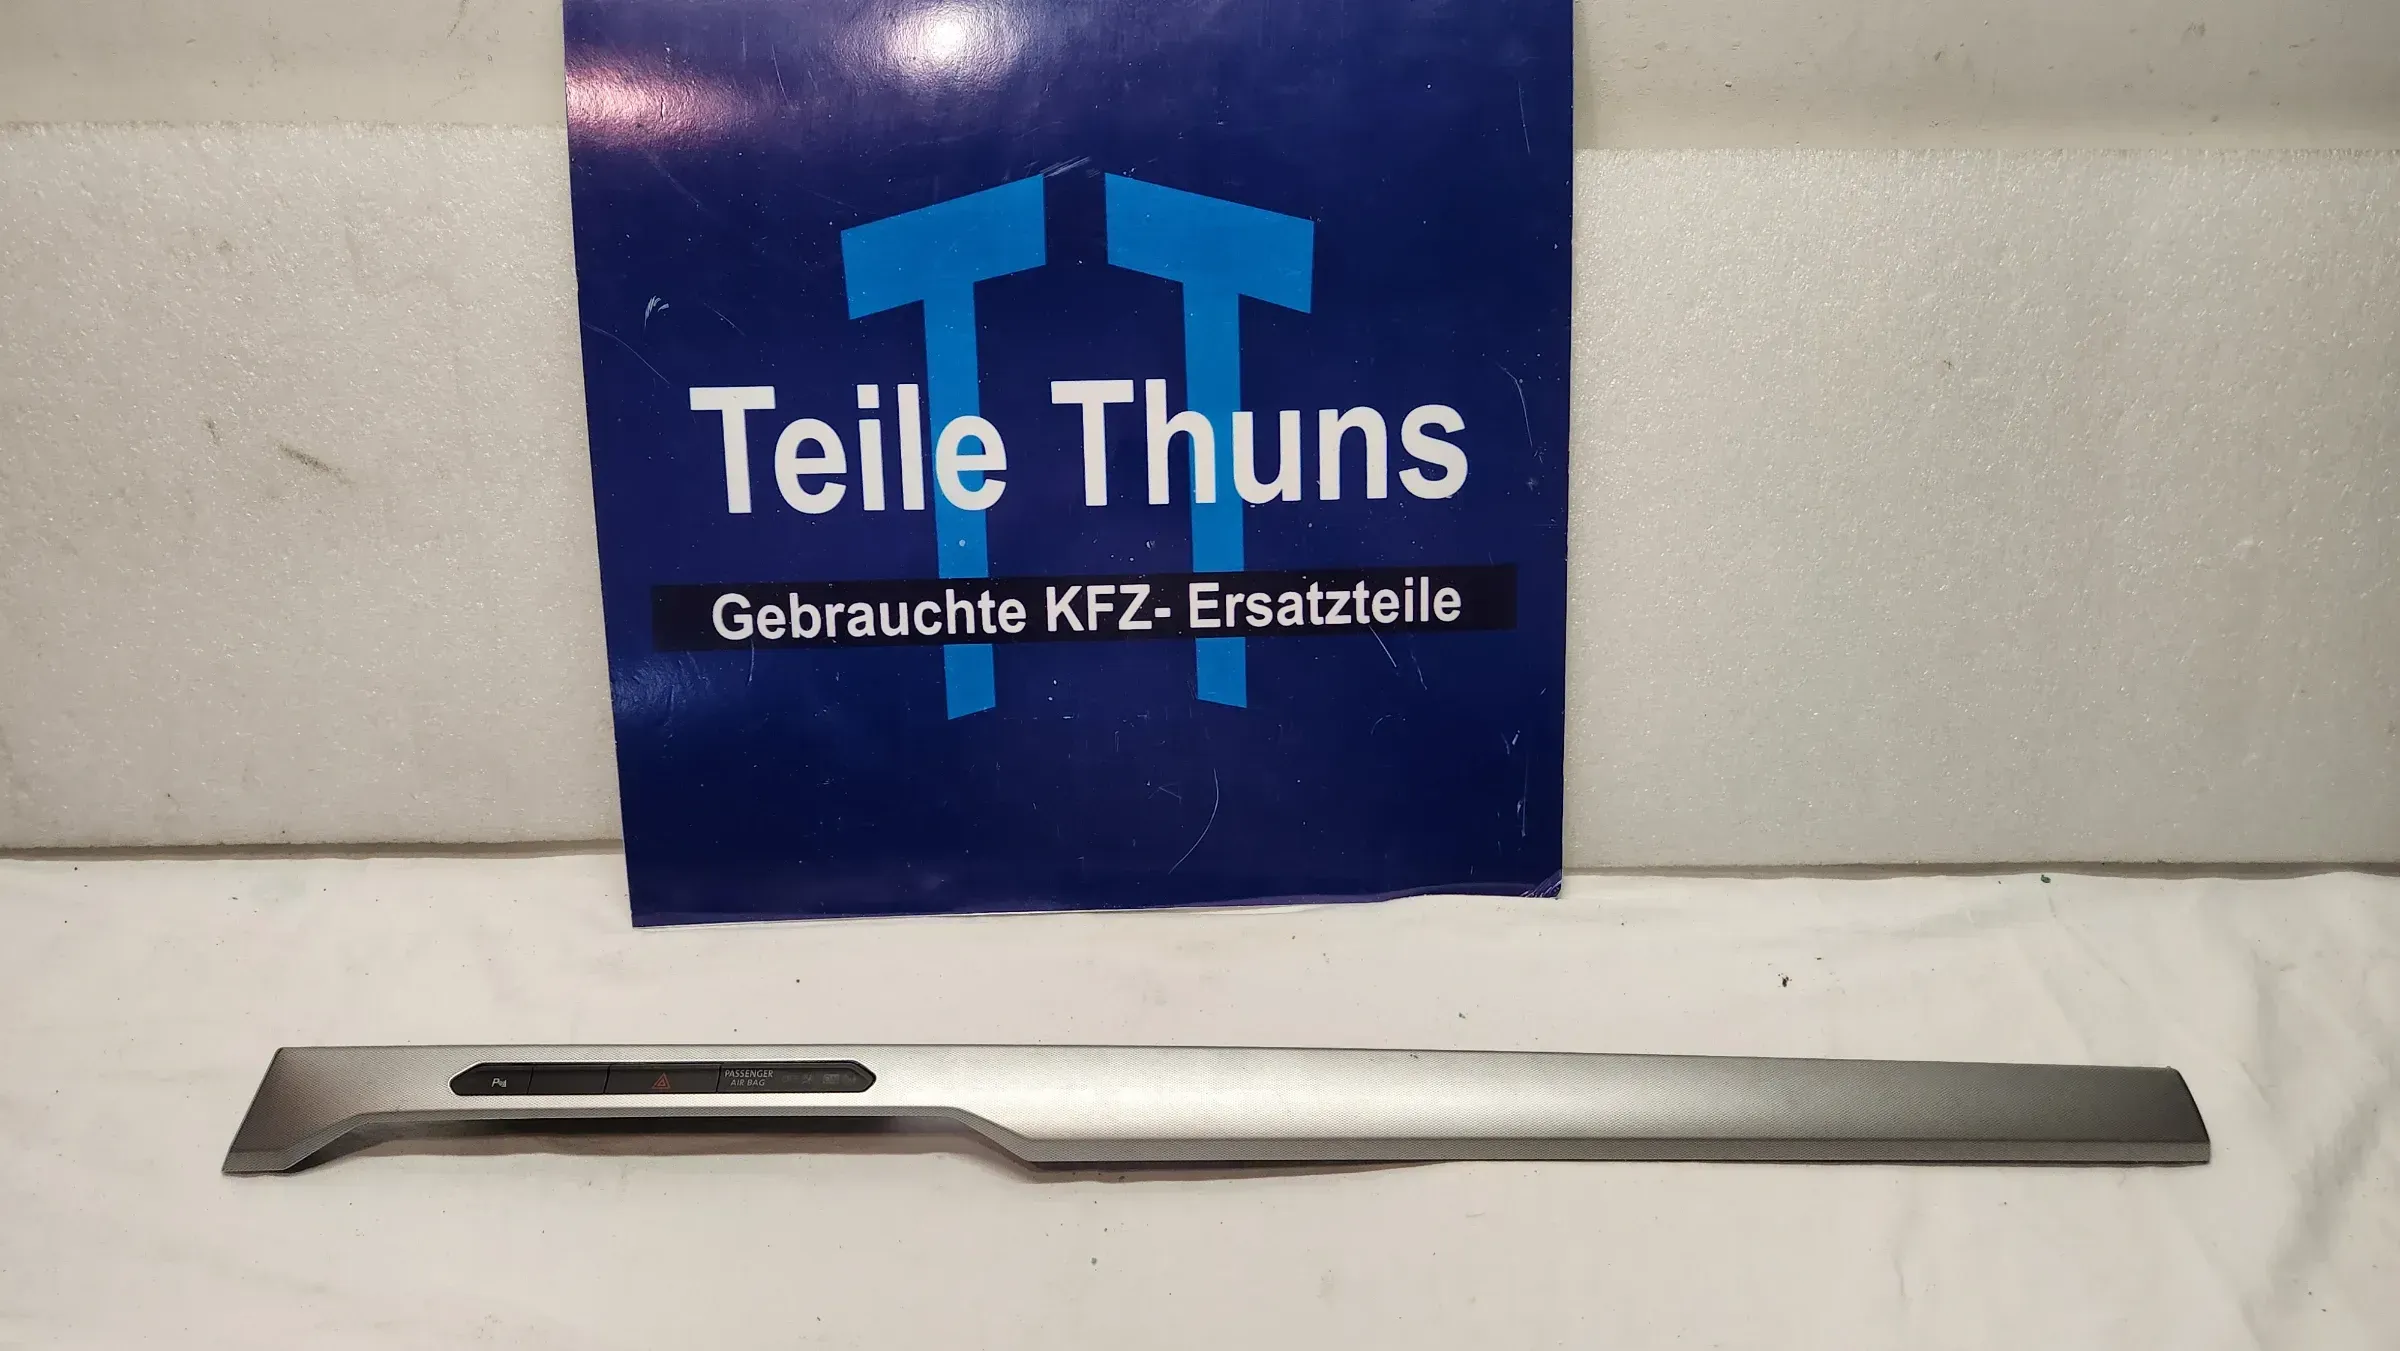 Teile Thuns
Gebrauchte KFZ- Ersatzteile
P
PASSENGER
AIR BAG